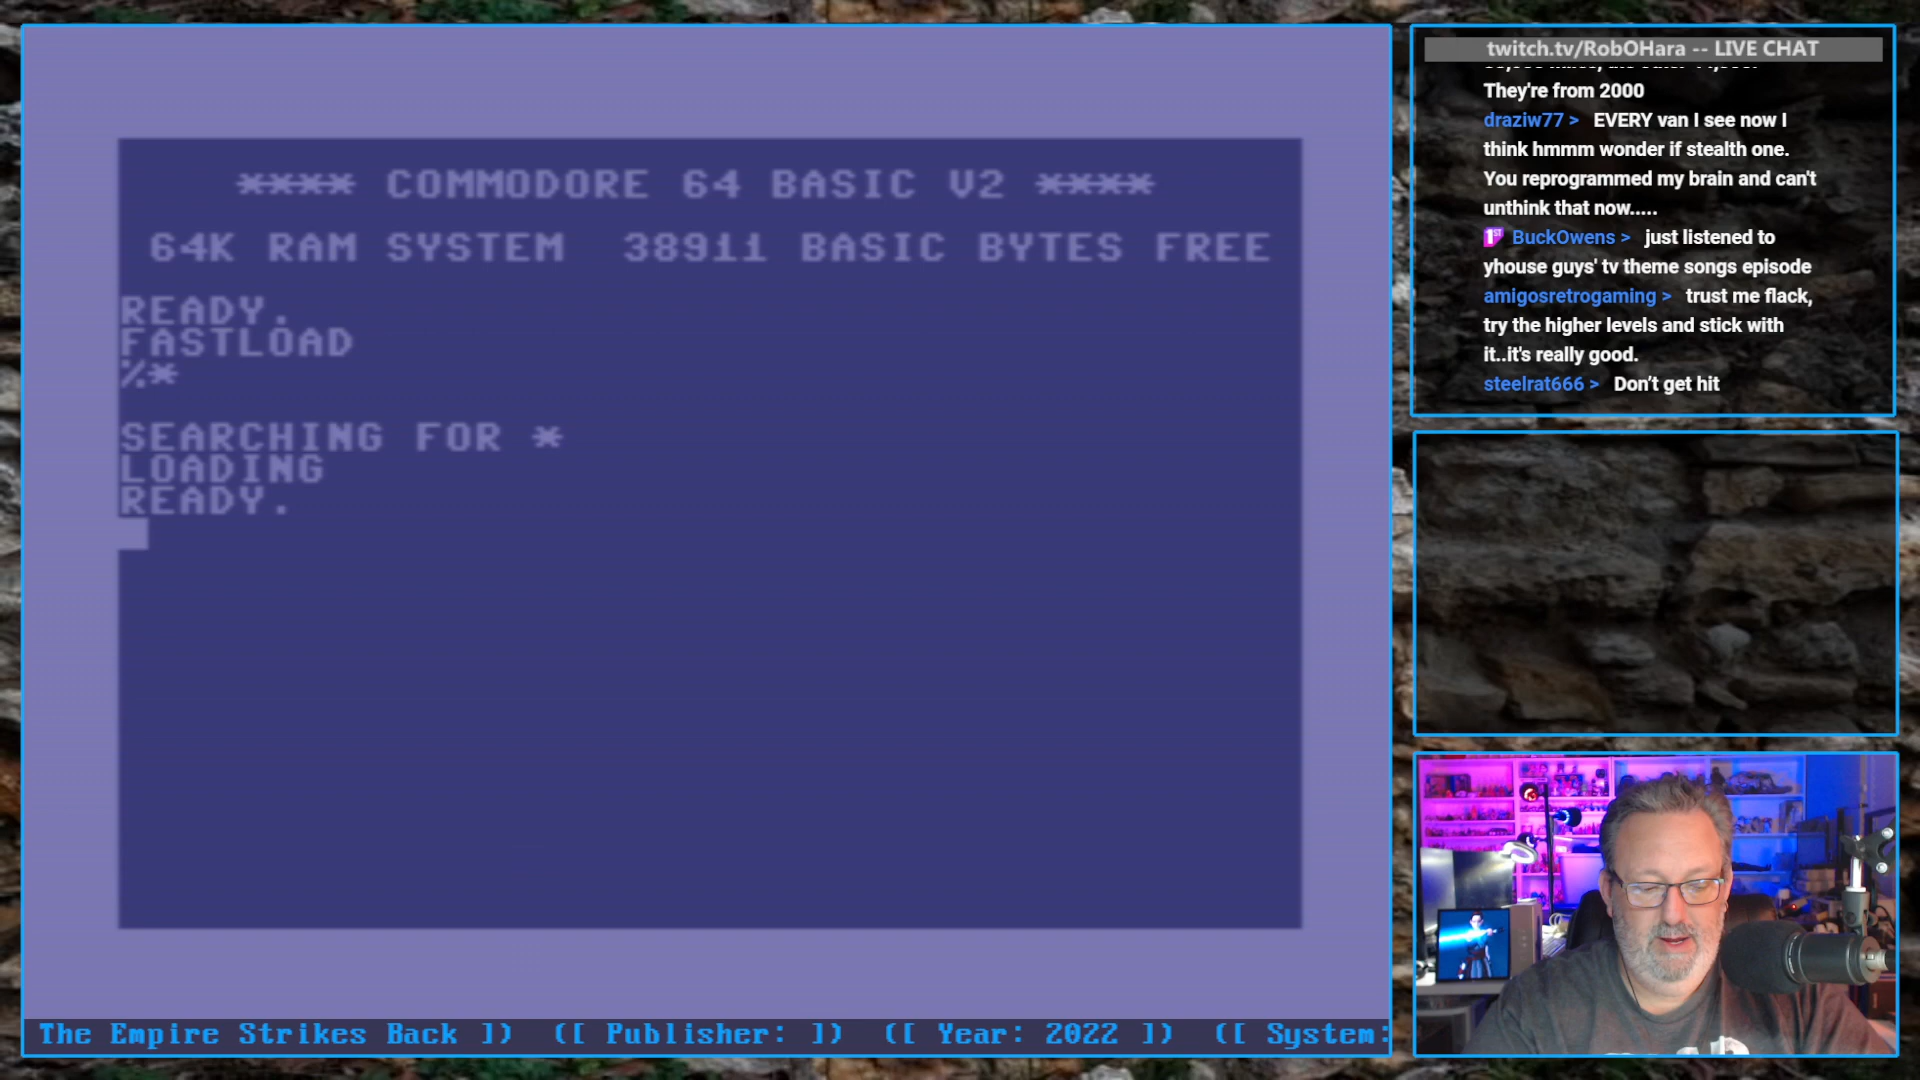 **** COMMODORE 64 BASIC V2 ****
64K RAM SYSTEM  38911 BASIC BYTES FREE
READY.
FASTLOAD
%*
SEARCHING FOR *
LOADING
READY.
The Empire Strikes Back ])  ([ Publisher: ])  ([ Year: 2022 ])  ([ System:
twitch.tv/RobOHara -- LIVE CHAT
They're from 2000
draziw77 > EVERY van I see now I
think hmmm wonder if stealth one.
You reprogrammed my brain and can't
unthink that now.....
1ST BuckOwens > just listened to
yhouse guys' tv theme songs episode
amigosretrogaming > trust me flack,
try the higher levels and stick with
it..it's really good.
steelrat666 > Don't get hit